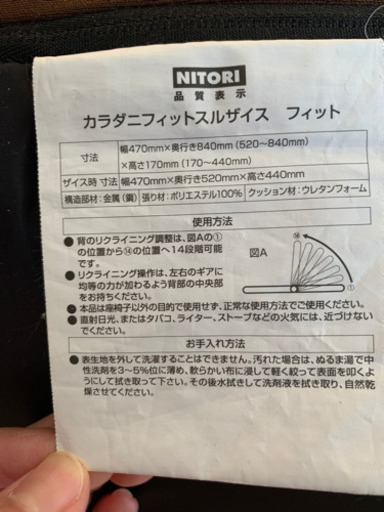 NITORI
品質表示
カラダニフィットスルザイス フィット
寸法
幅470mm×奥行き840mm(520~840mm)
×高さ170mm(170~440mm)
ザイス時 寸法
幅470mm×奥行き520mm×高さ440mm
構造部材:金属(鋼)
張り材:ポリエステル100%
クッション材:ウレタンフォーム
使用方法
●背のリクライニング調整は、図Aの①
の位置から⑭の位置へ14段階可能
です。
●リクライニング操作は、左右のギアに
均等の力が加わるよう背部の中央部
をお持ちください。
図A
⑭
①
●本品は座椅子以外の目的で使用せず、正常な使用方法でご使用ください。
●直射日光、またはタバコ、ライター、ストーブなどの火気には、近づけない
でください。
お手入れ方法
●表生地を外して洗濯することはできません。汚れた場合は、ぬるま湯で中
性洗剤を3~5%位に薄め、軟らかい布に浸して軽く絞って表面を叩くよ
うにして拭き取って下さい。その後水拭きして洗剤液を拭き取り、自然乾
燥させてください。